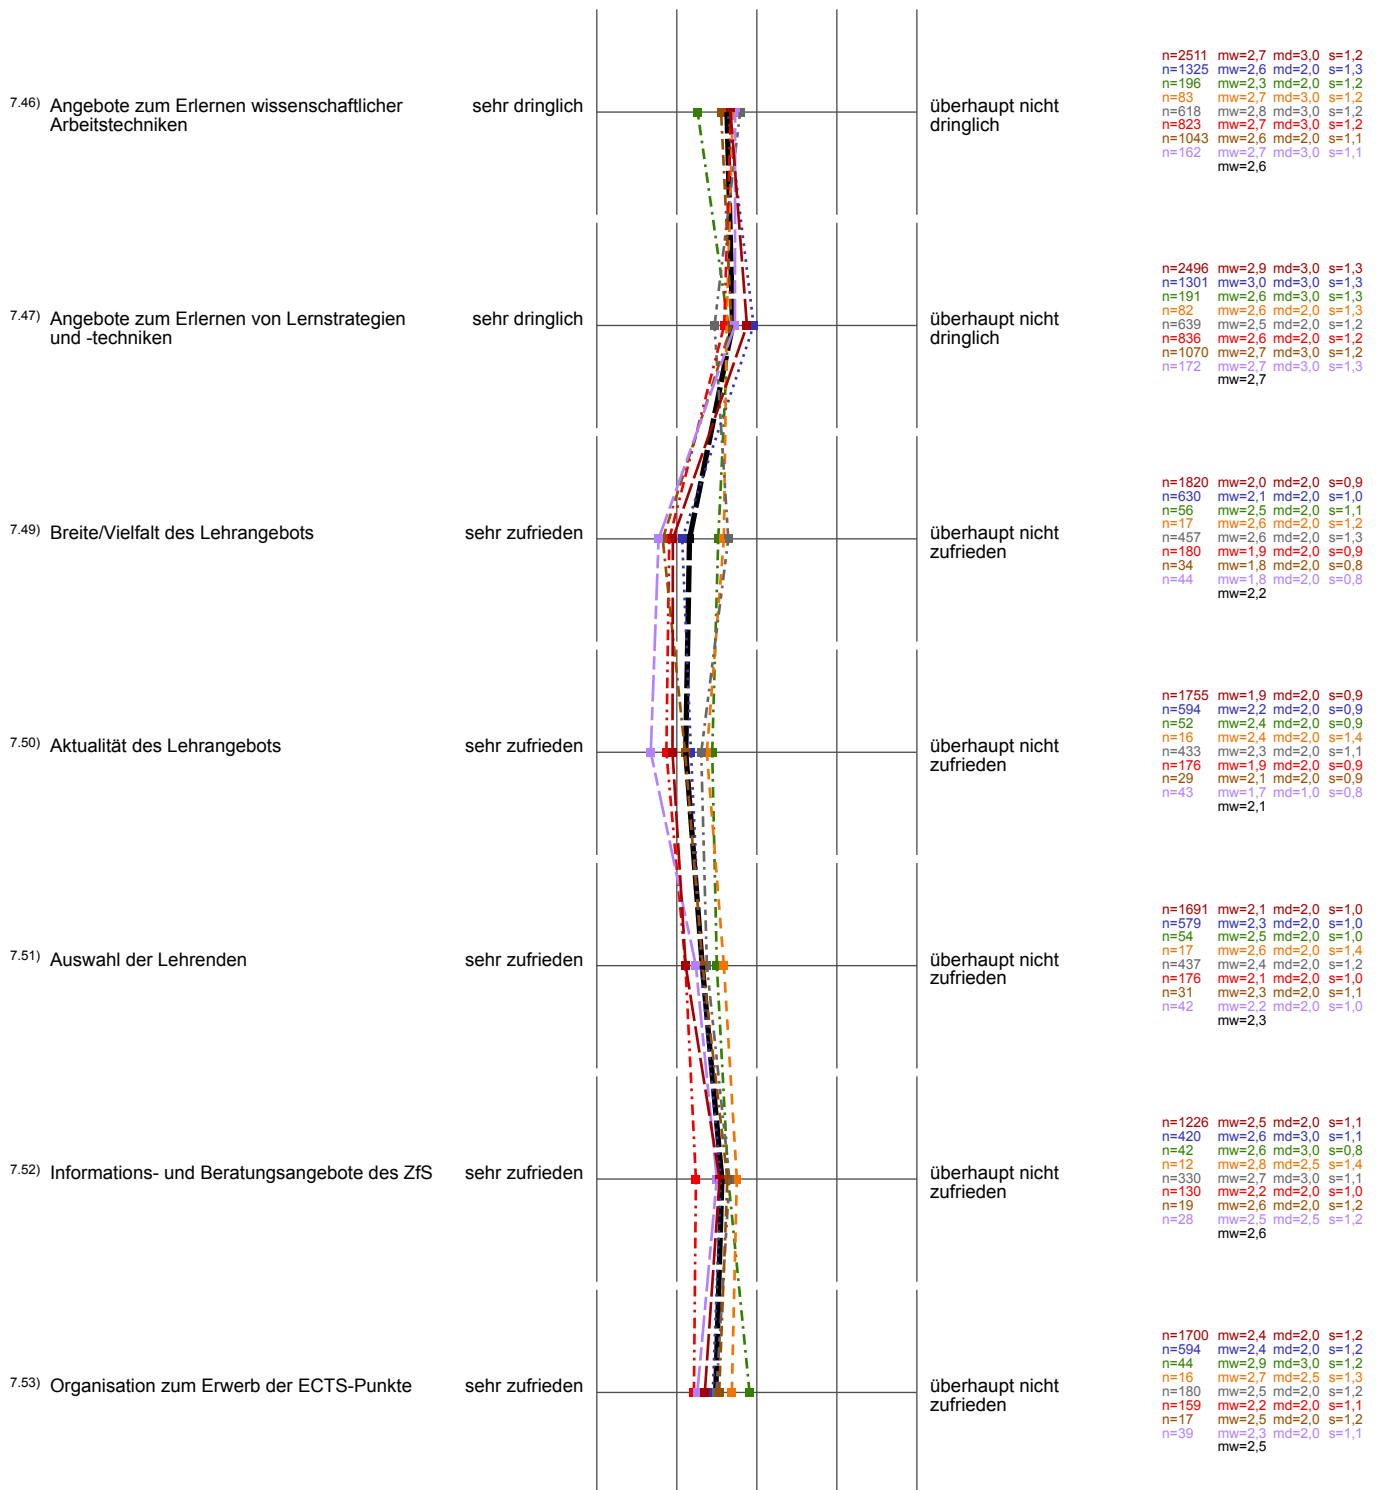 7.46) Angebote zum Erlernen wissenschaftlicher
Arbeitstechniken
sehr dringlich
überhaupt nicht
dringlich
n=2511 mw=2,7 md=3,0 s=1,2
n=1325 mw=2,6 md=2,0 s=1,3
n=196 mw=2,3 md=2,0 s=1,2
n=83 mw=2,7 md=3,0 s=1,2
n=618 mw=2,8 md=3,0 s=1,2
n=823 mw=2,7 md=3,0 s=1,2
n=1043 mw=2,6 md=2,0 s=1,1
n=162 mw=2,7 md=3,0 s=1,1
mw=2,6
7.47) Angebote zum Erlernen von Lernstrategien
und -techniken
sehr dringlich
überhaupt nicht
dringlich
n=2496 mw=2,9 md=3,0 s=1,3
n=1301 mw=3,0 md=3,0 s=1,3
n=191 mw=2,6 md=3,0 s=1,3
n=82 mw=2,6 md=2,0 s=1,3
n=639 mw=2,5 md=2,0 s=1,2
n=836 mw=2,6 md=2,0 s=1,2
n=1070 mw=2,7 md=3,0 s=1,2
n=172 mw=2,7 md=3,0 s=1,3
mw=2,7
7.49) Breite/Vielfalt des Lehrangebots
sehr zufrieden
überhaupt nicht
zufrieden
n=1820 mw=2,0 md=2,0 s=0,9
n=630 mw=2,1 md=2,0 s=1,0
n=56 mw=2,5 md=2,0 s=1,1
n=17 mw=2,6 md=2,0 s=1,2
n=457 mw=2,6 md=2,0 s=1,3
n=180 mw=1,9 md=2,0 s=0,9
n=34 mw=1,8 md=2,0 s=0,8
n=44 mw=1,8 md=2,0 s=0,8
mw=2,2
7.50) Aktualität des Lehrangebots
sehr zufrieden
überhaupt nicht
zufrieden
n=1755 mw=1,9 md=2,0 s=0,9
n=594 mw=2,2 md=2,0 s=0,9
n=52 mw=2,4 md=2,0 s=0,9
n=16 mw=2,4 md=2,0 s=1,4
n=433 mw=2,3 md=2,0 s=1,1
n=176 mw=1,9 md=2,0 s=0,9
n=29 mw=2,1 md=2,0 s=0,9
n=43 mw=1,7 md=1,0 s=0,8
mw=2,1
7.51) Auswahl der Lehrenden
sehr zufrieden
überhaupt nicht
zufrieden
n=1691 mw=2,1 md=2,0 s=1,0
n=579 mw=2,3 md=2,0 s=1,0
n=54 mw=2,5 md=2,0 s=1,0
n=17 mw=2,6 md=2,0 s=1,4
n=437 mw=2,4 md=2,0 s=1,2
n=176 mw=2,1 md=2,0 s=1,0
n=31 mw=2,3 md=2,0 s=1,1
n=42 mw=2,2 md=2,0 s=1,0
mw=2,3
7.52) Informations- und Beratungsangebote des ZfS
sehr zufrieden
überhaupt nicht
zufrieden
n=1226 mw=2,5 md=2,0 s=1,1
n=420 mw=2,6 md=3,0 s=1,1
n=42 mw=2,6 md=3,0 s=0,8
n=12 mw=2,8 md=2,5 s=1,4
n=330 mw=2,7 md=3,0 s=1,1
n=130 mw=2,2 md=2,0 s=1,0
n=19 mw=2,6 md=2,0 s=1,2
n=28 mw=2,5 md=2,5 s=1,2
mw=2,6
7.53) Organisation zum Erwerb der ECTS-Punkte
sehr zufrieden
überhaupt nicht
zufrieden
n=1700 mw=2,4 md=2,0 s=1,2
n=594 mw=2,4 md=2,0 s=1,2
n=44 mw=2,9 md=3,0 s=1,2
n=16 mw=2,7 md=2,5 s=1,3
n=180 mw=2,5 md=2,0 s=1,2
n=159 mw=2,2 md=2,0 s=1,1
n=17 mw=2,5 md=2,0 s=1,2
n=39 mw=2,3 md=2,0 s=1,1
mw=2,5